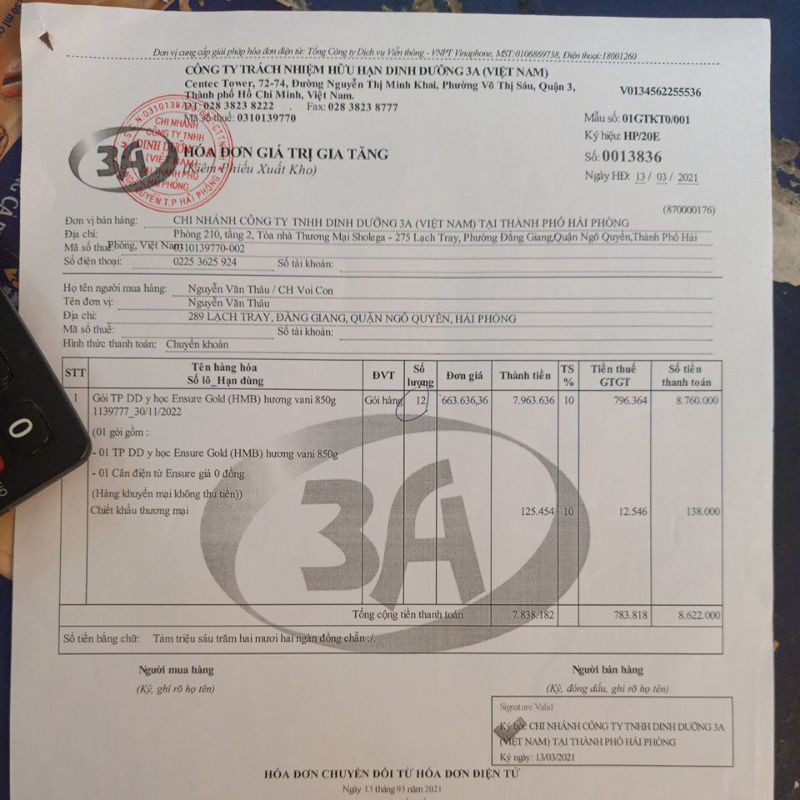 Đơn vị cung cấp giải pháp hóa đơn điện tử: Tổng Công ty Dịch vụ Viễn thông - VNPT Vinaphone, MST: 0106869738, Điện thoại:18001260
CÔNG TY TRÁCH NHIỆM HỮU HẠN DINH DƯỠNG 3A (VIỆT NAM)
Centec Tower, 72-74, Đường Nguyễn Thị Minh Khai, Phường Võ Thị Sáu, Quận 3,
Thành phố Hồ Chí Minh, Việt Nam.
ĐT: 028 3823 8222 . Fax: 028 3823 8777
Mã số thuế: 0310139770
V0134562255536
Mẫu số: 01GTKT0/001
Ký hiệu: HP/20E
Số: 0013836
Ngày HĐ: 13 / 03 / 2021
CHI NHÁNH
CÔNG TY TNHH
DINH DƯỠNG 3A
(VIỆT NAM)
TẠI THÀNH PHỐ
HẢI PHÒNG
3A
HÓA ĐƠN GIÁ TRỊ GIA TĂNG
(Kiêm Phiếu Xuất Kho)
(870000176)
Đơn vị bán hàng: CHI NHÁNH CÔNG TY TNHH DINH DƯỠNG 3A (VIỆT NAM) TẠI THÀNH PHỐ HẢI PHÒNG
Địa chỉ: Phòng 210, tầng 2, Tòa nhà Thương Mại Sholega - 275 Lạch Tray, Phường Đằng Giang,Quận Ngô Quyền,Thành Phố Hải
Phòng, Việt Nam
Mã số thuế: 0310139770-002
Số điện thoại: 0225 3625 924 Số tài khoản:
Họ tên người mua hàng: Nguyễn Văn Thâu / CH Voi Con
Tên đơn vị: Nguyễn Văn Thâu
Địa chỉ: 289 LẠCH TRAY, ĐẰNG GIANG, QUẬN NGÔ QUYỀN, HẢI PHÒNG
Mã số thuế: Số tài khoản:
Hình thức thanh toán: Chuyển khoản
STT Tên hàng hóa Số lô_Hạn dùng ĐVT Số lượng Đơn giá Thành tiền TS % Tiền thuế GTGT Số tiền thanh toán
1 Gói TP DD y học Ensure Gold (HMB) hương vani 850g Gói hàng 12 663.636,36 7.963.636 10 796.364 8.760.000
1139777_30/11/2022
(01 gói gồm :
- 01 TP DD y học Ensure Gold (HMB) hương vani 850g
- 01 Cân điện tử Ensure giá 0 đồng
(Hàng khuyến mại không thu tiền))
Chiết khấu thương mại 125.454 10 12.546 138.000
3A
Tổng cộng tiền thanh toán 7.838.182 783.818 8.622.000
Số tiền bằng chữ: Tám triệu sáu trăm hai mươi hai ngàn đồng chẵn ./.
Người mua hàng Người bán hàng
(Ký, ghi rõ họ tên) (Ký, đóng dấu, ghi rõ họ tên)
Signature Valid
Ký bởi: CHI NHÁNH CÔNG TY TNHH DINH DƯỠNG 3A
(VIỆT NAM) TẠI THÀNH PHỐ HẢI PHÒNG
Ký ngày: 13/03/2021
HÓA ĐƠN CHUYỂN ĐỔI TỪ HÓA ĐƠN ĐIỆN TỬ
Ngày 13 tháng 03 năm 2021
0